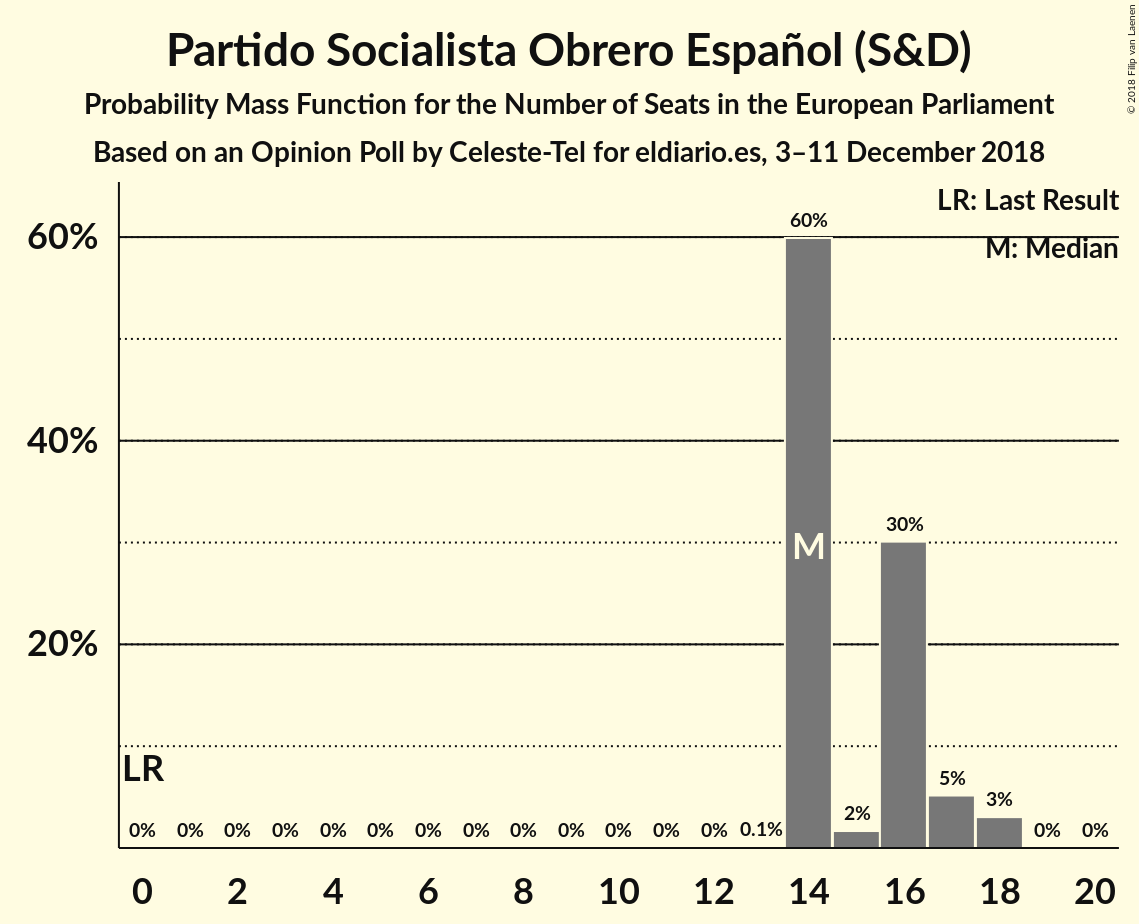 Partido Socialista Obrero Español (S&D)
Probability Mass Function for the Number of Seats in the European Parliament
Based on an Opinion Poll by Celeste-Tel for eldiario.es, 3–11 December 2018
© 2018 Filip van Laenen
LR: Last Result
M: Median
60%
40%
20%
60%
30%
M
LR
5%
3%
2%
0% 0% 0% 0% 0% 0% 0% 0% 0% 0% 0% 0% 0% 0.1% 0% 0%
0 2 4 6 8 10 12 14 16 18 20